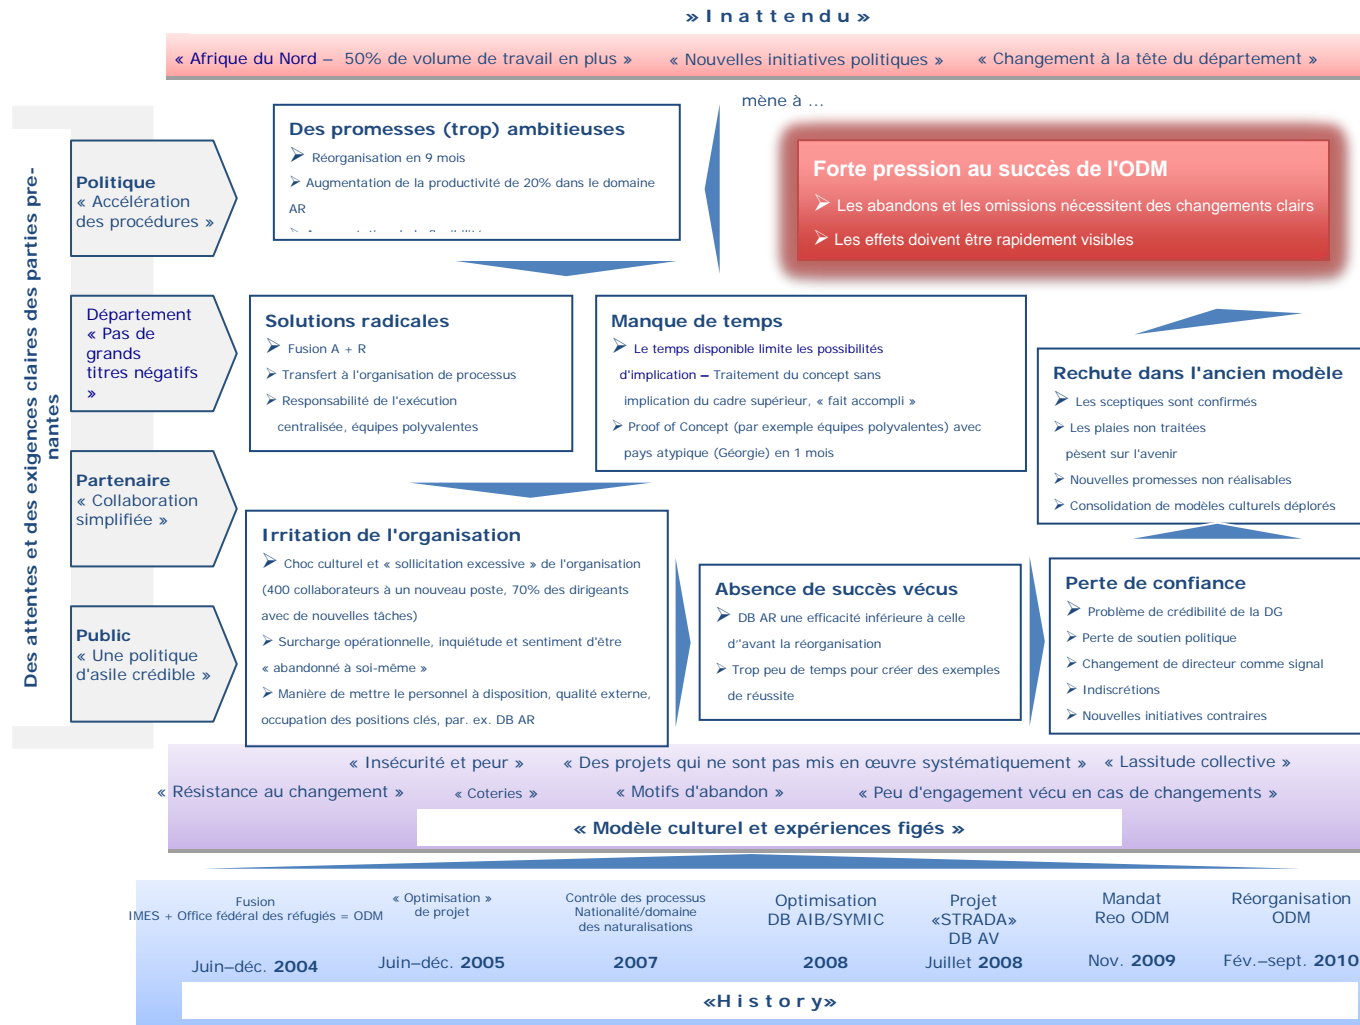 » I n a t t e n d u »
« Afrique du Nord – 50% de volume de travail en plus » « Nouvelles initiatives politiques » « Changement à la tête du département »
mène à …
Des attentes et des exigences claires des parties pre-
nantes
Politique
« Accélération
des procédures »
Département
« Pas de
grands
titres négatifs
»
Partenaire
« Collaboration
simplifiée »
Public
« Une politique
d'asile crédible »
Des promesses (trop) ambitieuses
➢ Réorganisation en 9 mois
➢ Augmentation de la productivité de 20% dans le domaine
AR
Forte pression au succès de l'ODM
➢ Les abandons et les omissions nécessitent des changements clairs
➢ Les effets doivent être rapidement visibles
Solutions radicales
➢ Fusion A + R
➢ Transfert à l'organisation de processus
➢ Responsabilité de l'exécution
centralisée, équipes polyvalentes
Manque de temps
➢ Le temps disponible limite les possibilités
d'implication – Traitement du concept sans
implication du cadre supérieur, « fait accompli »
➢ Proof of Concept (par exemple équipes polyvalentes) avec
pays atypique (Géorgie) en 1 mois
Rechute dans l'ancien modèle
➢ Les sceptiques sont confirmés
➢ Les plaies non traitées
pèsent sur l'avenir
➢ Nouvelles promesses non réalisables
➢ Consolidation de modèles culturels déplorés
Irritation de l'organisation
➢ Choc culturel et « sollicitation excessive » de l'organisation
(400 collaborateurs à un nouveau poste, 70% des dirigeants
avec de nouvelles tâches)
➢ Surcharge opérationnelle, inquiétude et sentiment d'être
« abandonné à soi-même »
➢ Manière de mettre le personnel à disposition, qualité externe,
occupation des positions clés, par. ex. DB AR
Absence de succès vécus
➢ DB AR une efficacité inférieure à celle
d''avant la réorganisation
➢ Trop peu de temps pour créer des exemples
de réussite
Perte de confiance
➢ Problème de crédibilité de la DG
➢ Perte de soutien politique
➢ Changement de directeur comme signal
➢ Indiscrétions
➢ Nouvelles initiatives contraires
« Insécurité et peur » « Des projets qui ne sont pas mis en œuvre systématiquement » « Lassitude collective »
« Résistance au changement » « Coteries » « Motifs d'abandon » « Peu d'engagement vécu en cas de changements »
« Modèle culturel et expériences figés »
Fusion
IMES + Office fédéral des réfugiés = ODM
Juin–déc. 2004
« Optimisation »
de projet
Juin–déc. 2005
Contrôle des processus
Nationalité/domaine
des naturalisations
2007
Optimisation
DB AIB/SYMIC
2008
Projet
«STRADA»
DB AV
Juillet 2008
Mandat
Reo ODM
Nov. 2009
Réorganisation
ODM
Fév.–sept. 2010
«H i s t o r y»